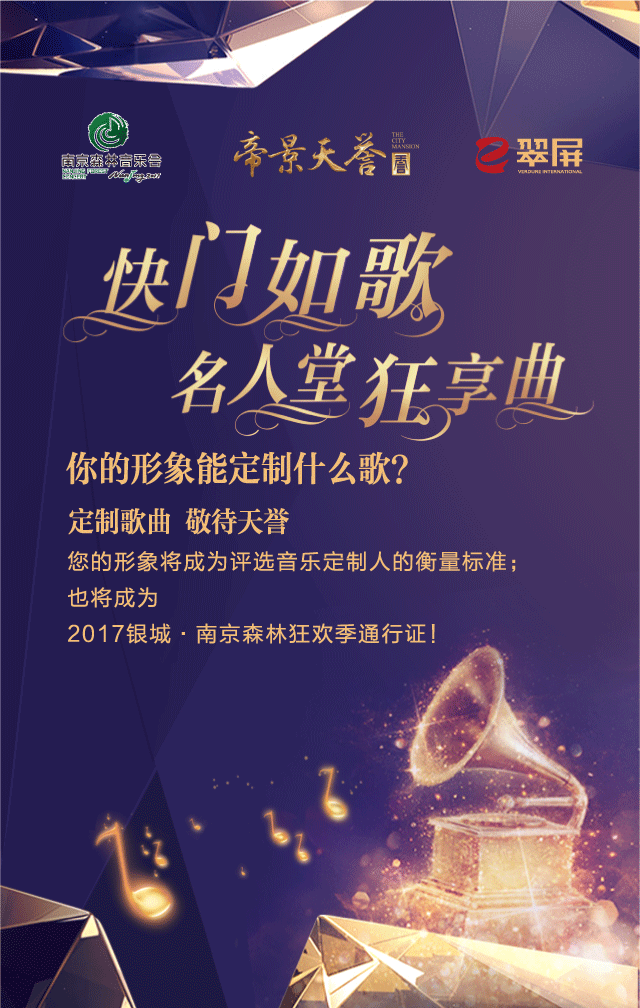 南京森林音乐会
帝景天誉
THE
CITY
MANSION
翠屏
VERDURE INTERNATIONAL
快门如歌
名人堂狂享曲
你的形象能定制什么歌?
定制歌曲 敬待天誉
您的形象将成为评选音乐定制人的衡量标准;
也将成为
2017银城·南京森林狂欢季通行证!